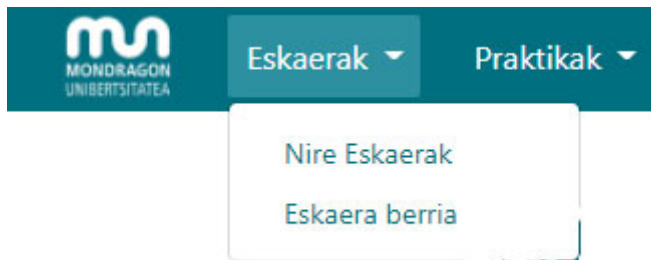 MONDRAGON
UNIBERTSITATEA
Eskaerak
Praktikak
Nire Eskaerak
Eskaera berria